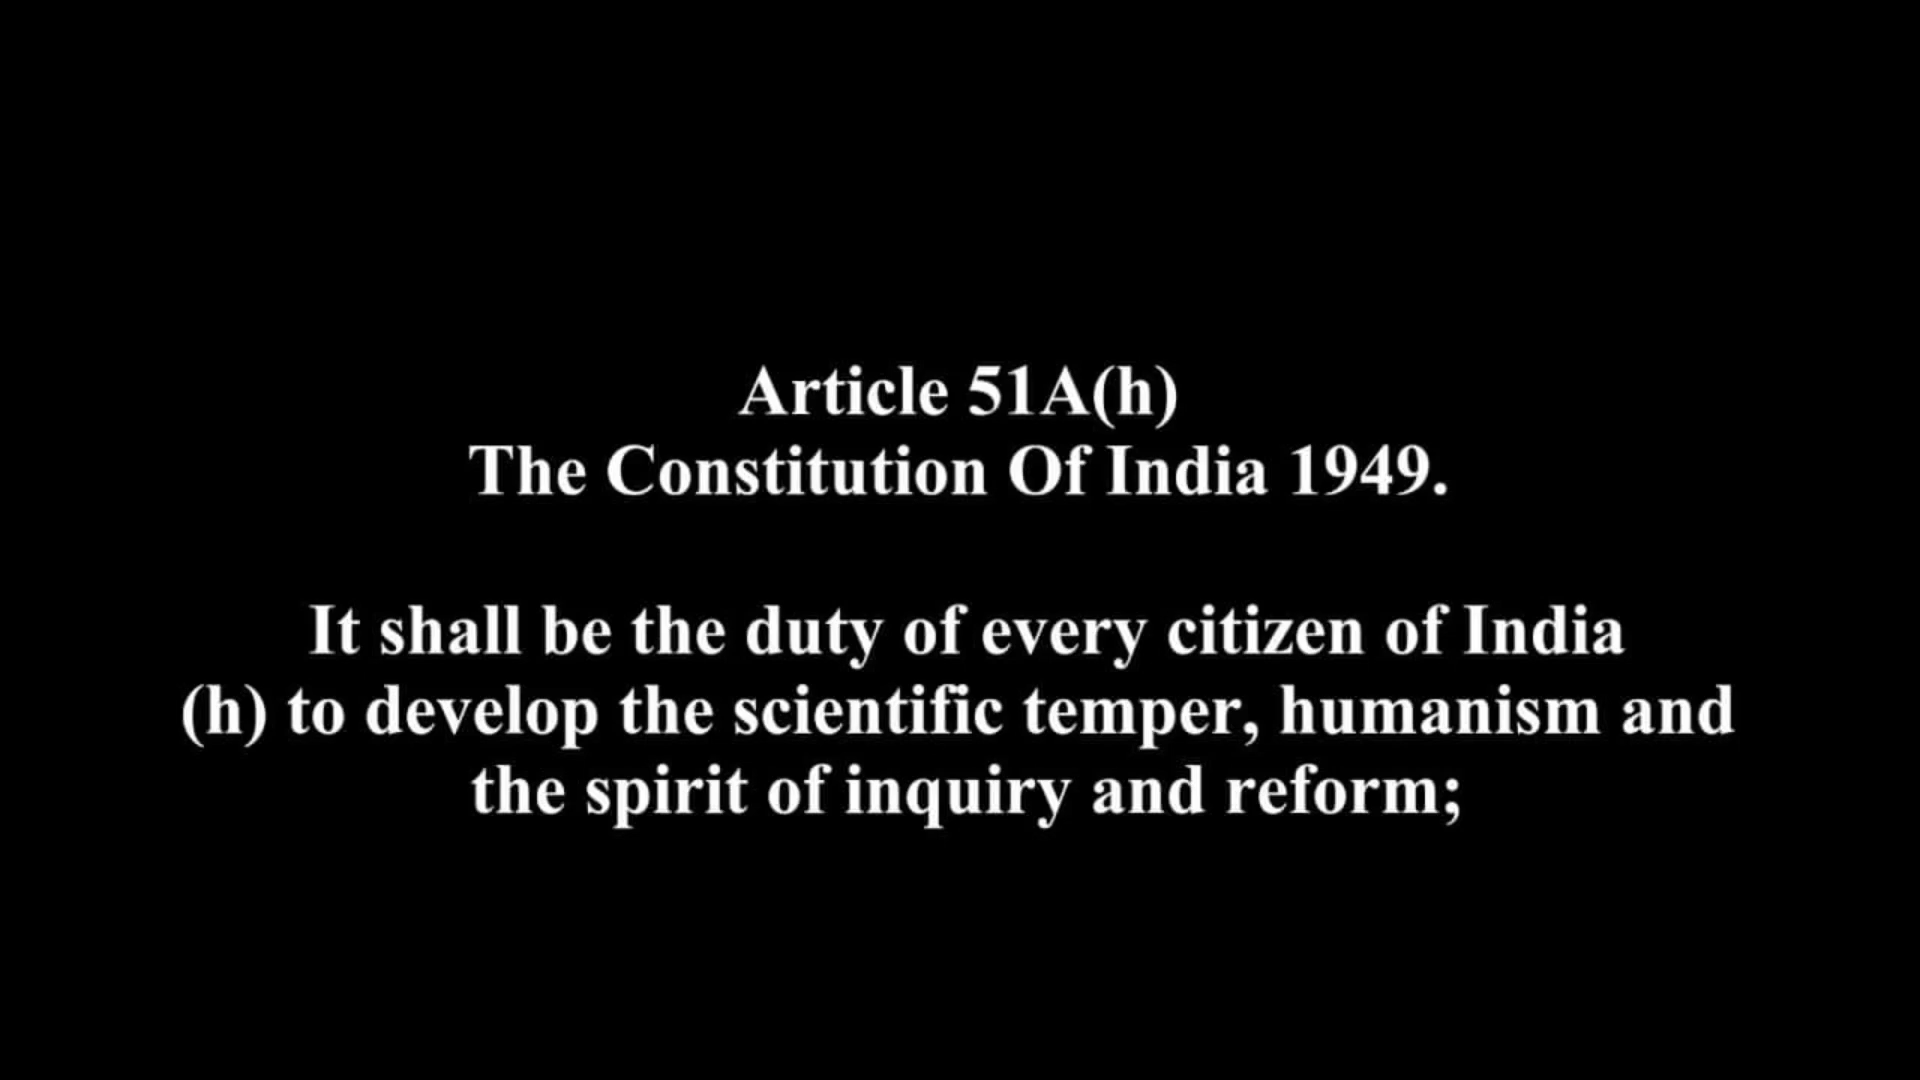 Article 51A(h)
The Constitution Of India 1949.
It shall be the duty of every citizen of India
(h) to develop the scientific temper, humanism and
the spirit of inquiry and reform;